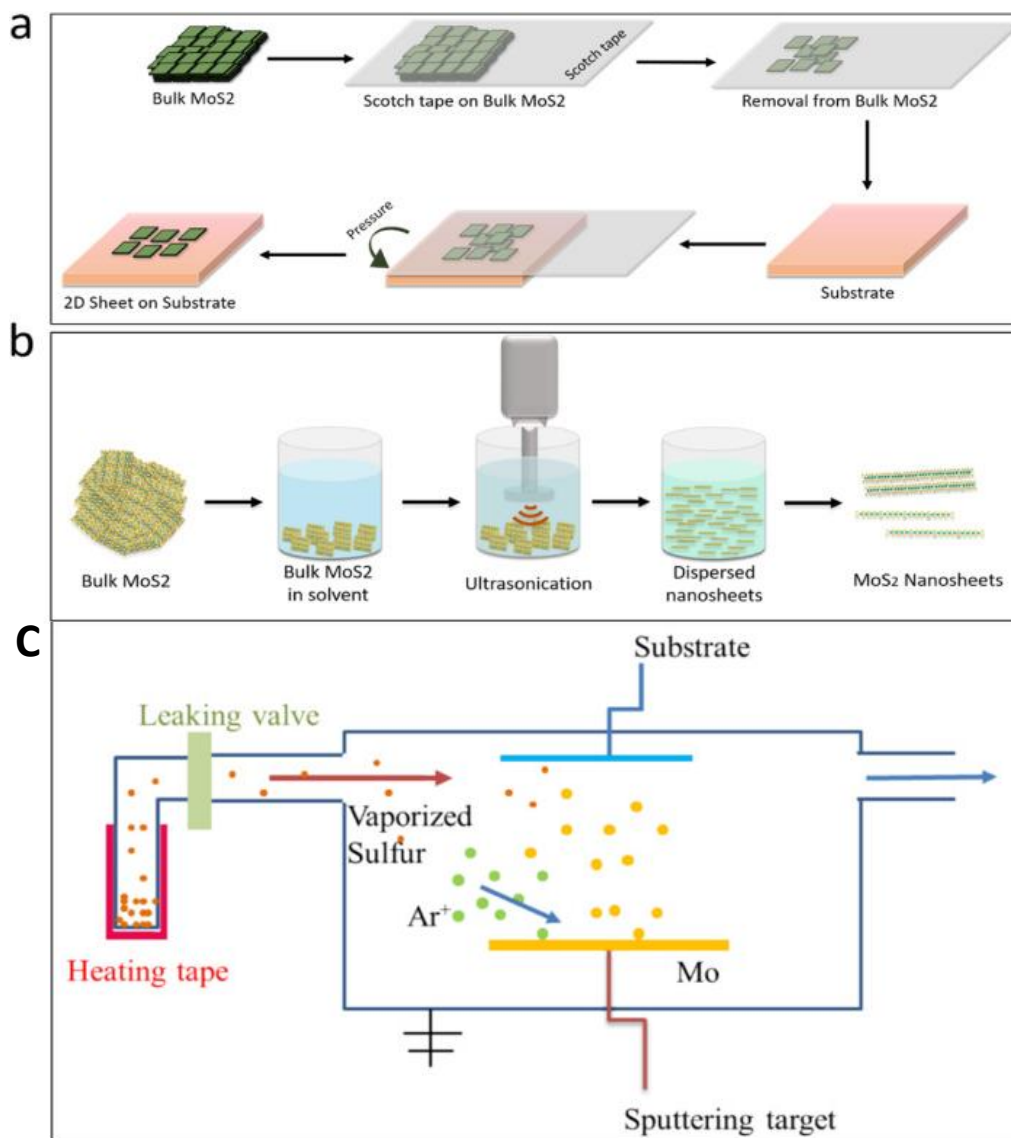 a
Bulk MoS2
Scotch tape
Scotch tape on Bulk MoS2
Removal from Bulk MoS2
Pressure
2D Sheet on Substrate
Substrate
b
Bulk MoS2
Bulk MoS2
in solvent
Ultrasonication
Dispersed
nanosheets
MoS₂ Nanosheets
C
Substrate
Leaking valve
Vaporized
Sulfur
Ar⁺
Heating tape
Mo
Sputtering target